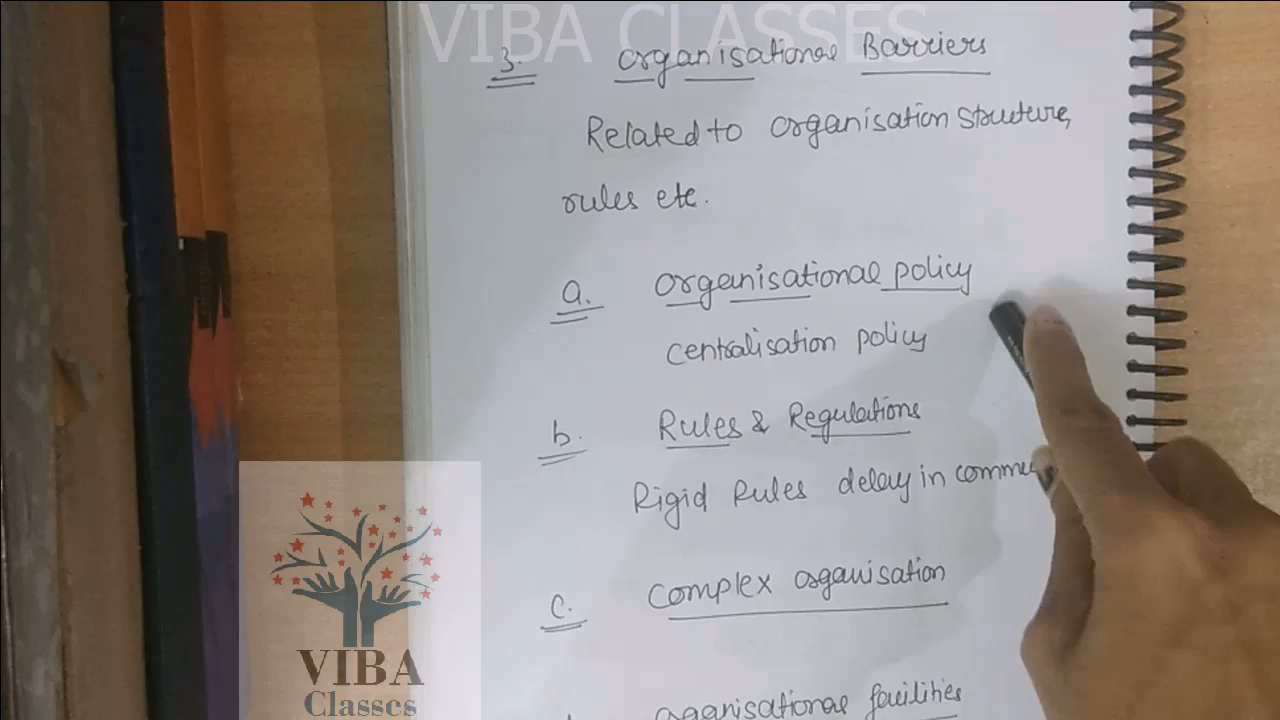 VIBA CLASSES
3. Organisational Barriers
Related to organisation structure,
rules etc.
a. Organisational policy
centralisation policy
b. Rules & Regulations
Rigid Rules delay in commu
c. Complex organisation
organisational facilities
VIBA
Classes